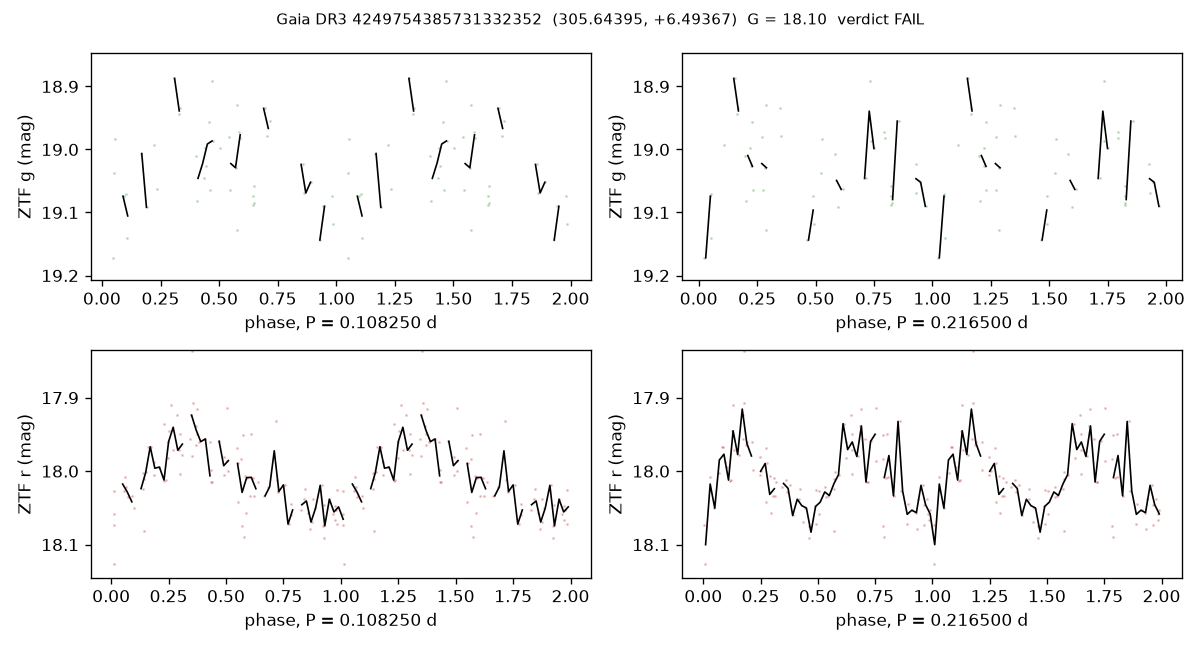 Gaia DR3 4249754385731332352 (305.64395, +6.49367) G = 18.10 verdict FAIL
ZTF g (mag)
18.9
19.0
19.1
19.2
0.00 0.25 0.50 0.75 1.00 1.25 1.50 1.75 2.00
phase, P = 0.108250 d
ZTF g (mag)
18.9
19.0
19.1
19.2
0.00 0.25 0.50 0.75 1.00 1.25 1.50 1.75 2.00
phase, P = 0.216500 d
ZTF r (mag)
17.9
18.0
18.1
0.00 0.25 0.50 0.75 1.00 1.25 1.50 1.75 2.00
phase, P = 0.108250 d
ZTF r (mag)
17.9
18.0
18.1
0.00 0.25 0.50 0.75 1.00 1.25 1.50 1.75 2.00
phase, P = 0.216500 d